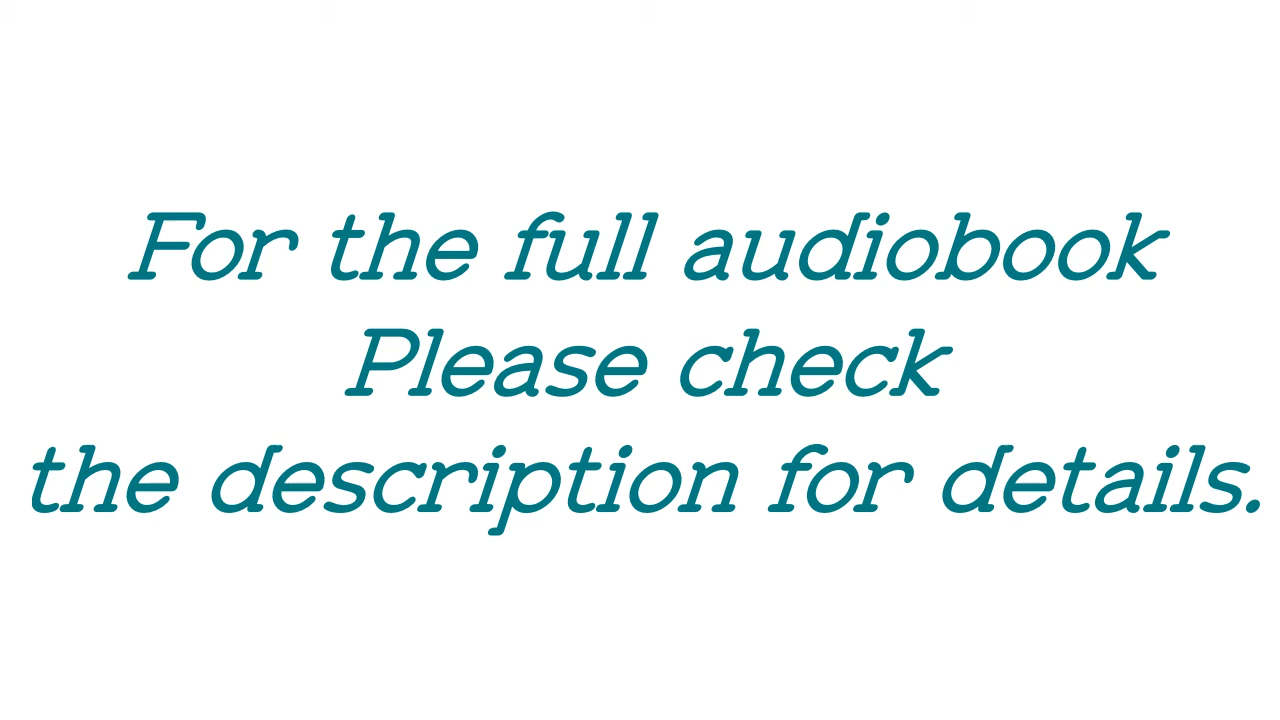 For the full audiobook
Please check
the description for details.